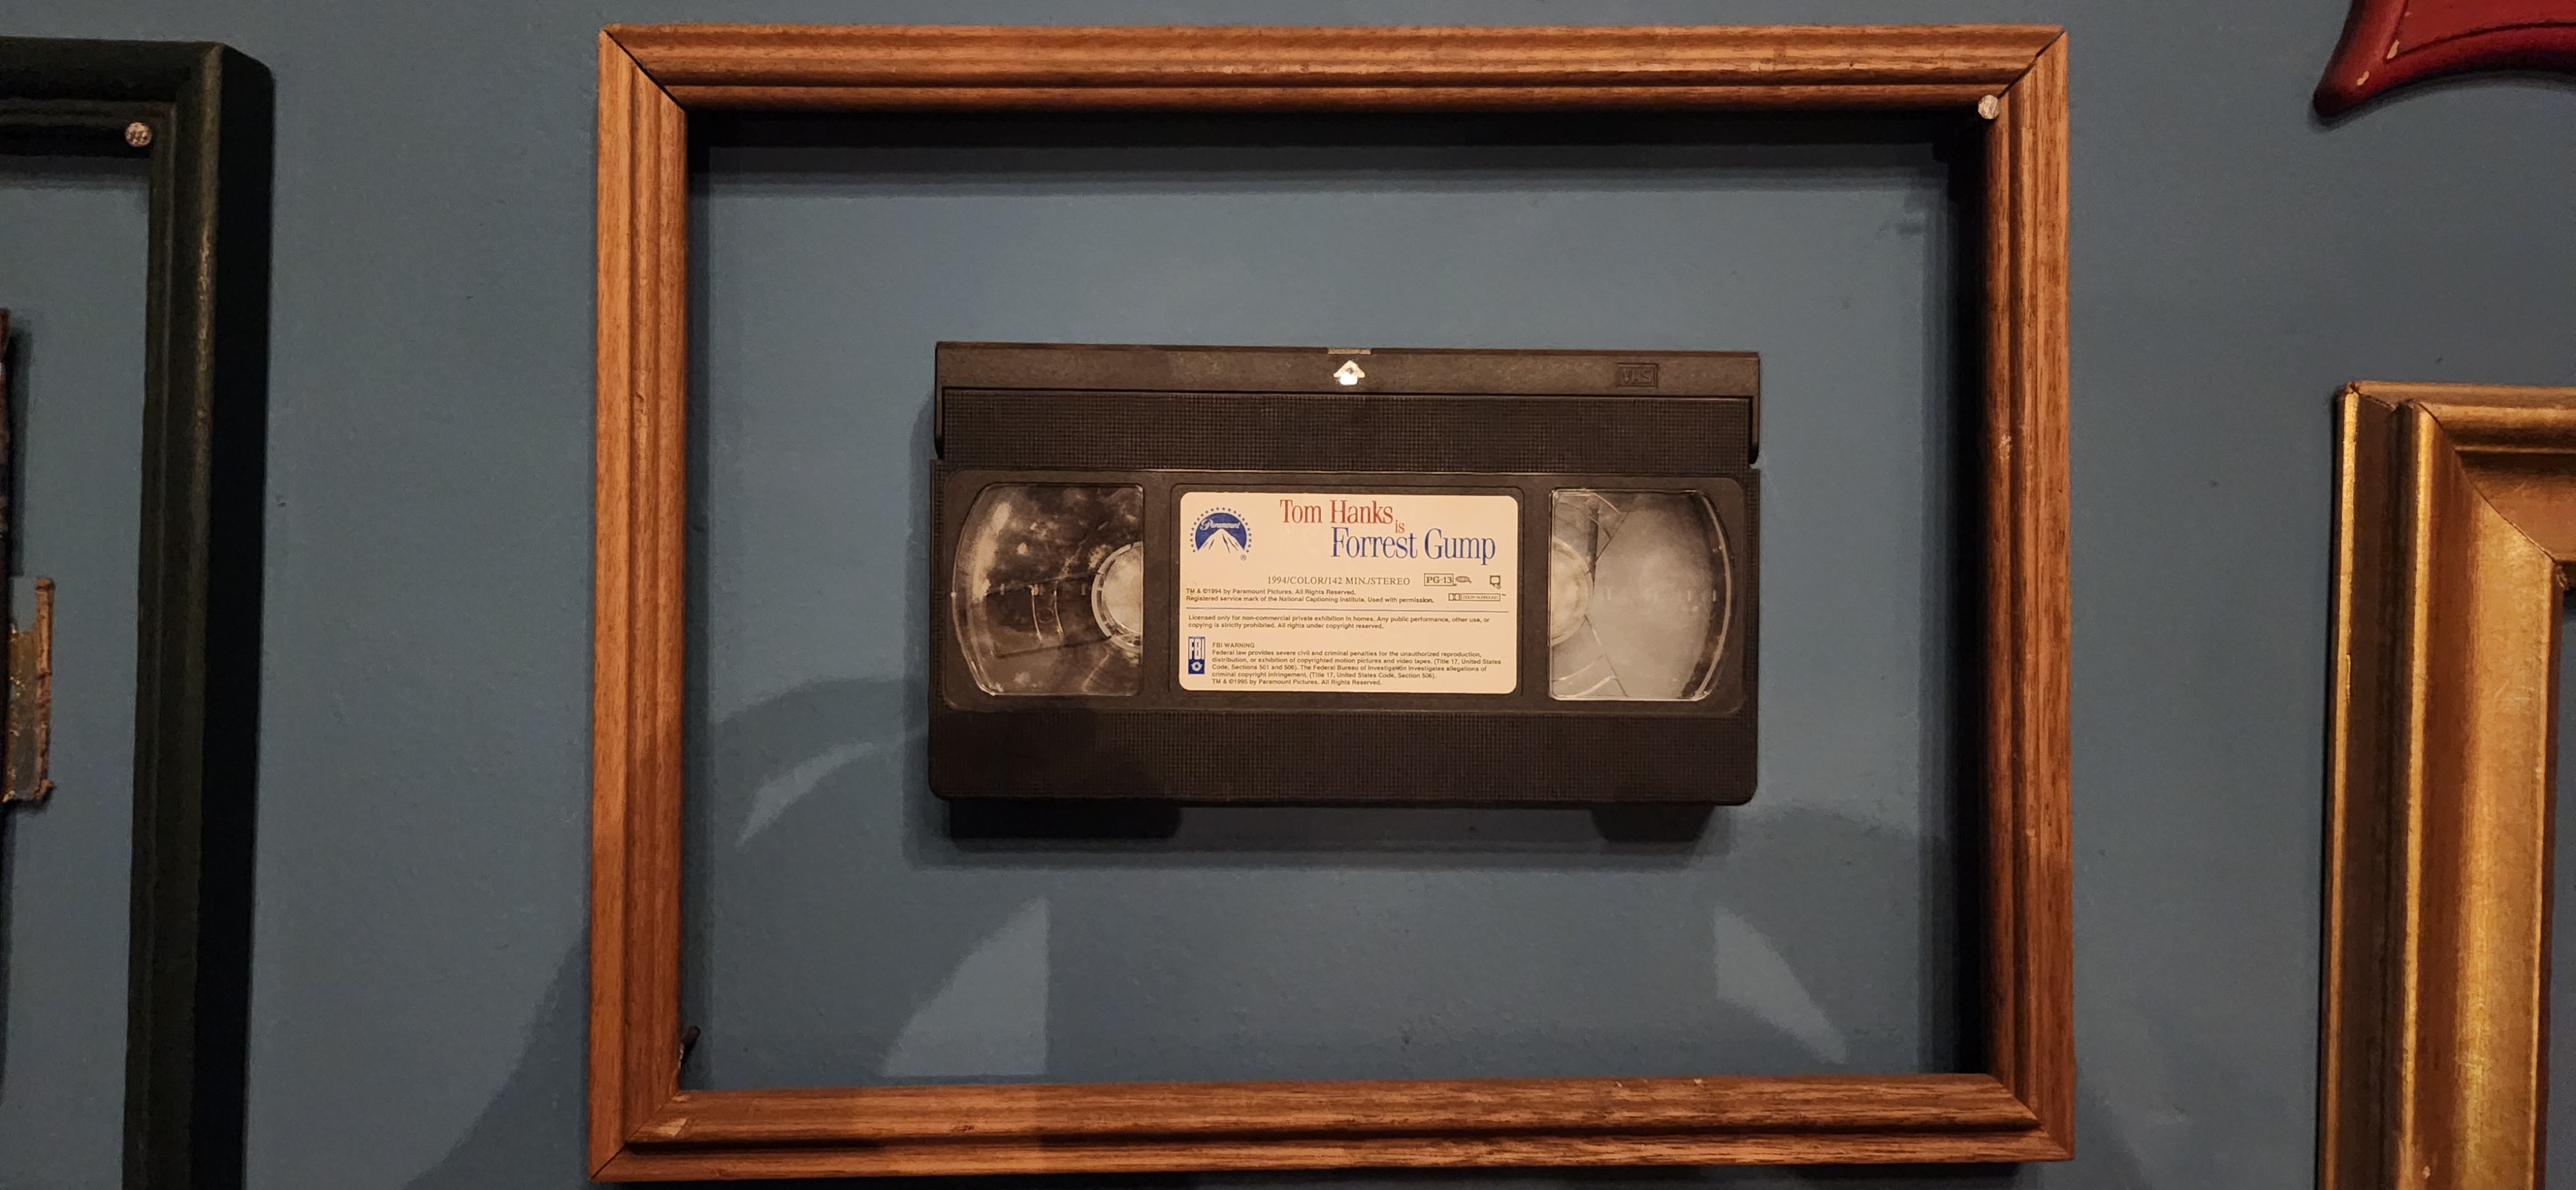 VHS
Paramount
®
Tom Hanks
is
Forrest Gump
1994/COLOR/142 MIN./STEREO PG-13
TM & ©1994 by Paramount Pictures. All Rights Reserved.
Registered service mark of the National Captioning Institute. Used with permission.
Licensed only for non-commercial private exhibition in homes. Any public performance, other use, or
copying is strictly prohibited. All rights under copyright reserved.
FBI
FBI WARNING
Federal law provides severe civil and criminal penalties for the unauthorized reproduction,
distribution, or exhibition of copyrighted motion pictures and video tapes. (Title 17, United States
Code, Sections 501 and 506). The Federal Bureau of Investigation investigates allegations of
criminal copyright infringement. (Title 17, United States Code, Section 506).
TM & ©1995 by Paramount Pictures. All Rights Reserved.